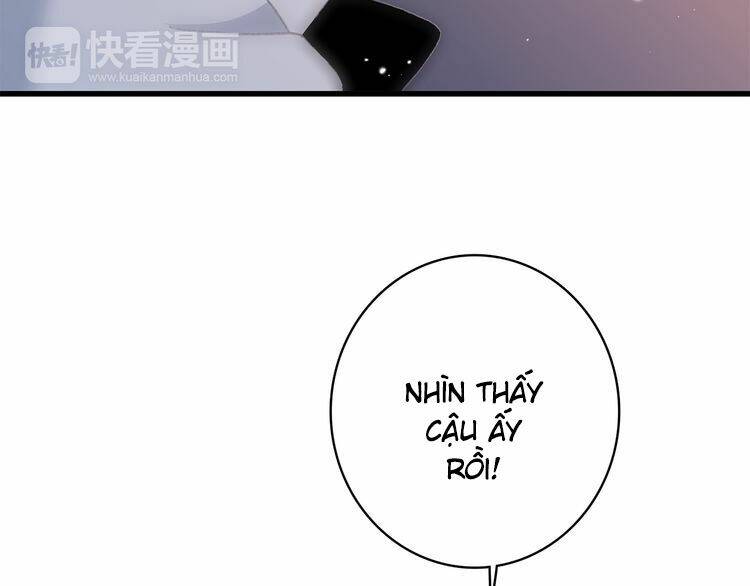 快看! 快看漫画
www.kuaikanmanhua.com
NHÌN THẤY
CẬU ẤY
RỒI!